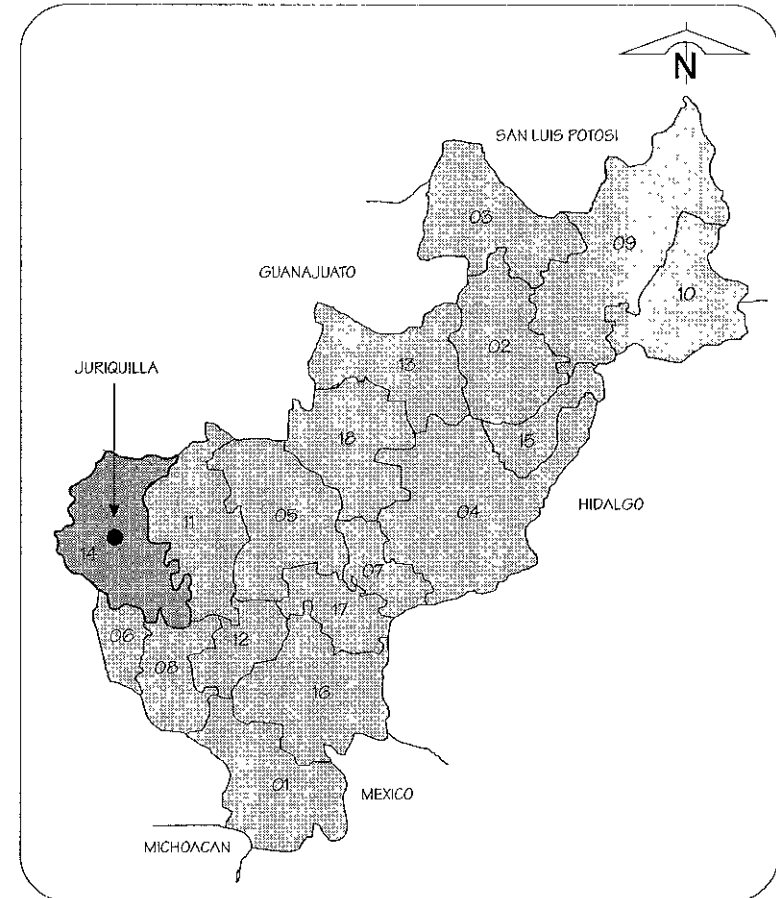 N
SAN LUIS POTOSI
03
09
GUANAJUATO
10
02
13
JURIQUILLA
18
15
11
05
04
HIDALGO
14
07
17
06
12
08
16
01
MEXICO
MICHOACAN